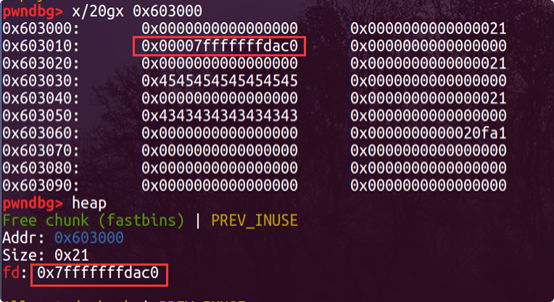 pwndbg> x/20gx 0x603000
0x603000: 0x0000000000000000 0x0000000000000021
0x603010: 0x00007fffffffdac0 0x0000000000000000
0x603020: 0x0000000000000000 0x0000000000000021
0x603030: 0x4545454545454545 0x0000000000000000
0x603040: 0x0000000000000000 0x0000000000000021
0x603050: 0x4343434343434343 0x0000000000000000
0x603060: 0x0000000000000000 0x0000000000020fa1
0x603070: 0x0000000000000000 0x0000000000000000
0x603080: 0x0000000000000000 0x0000000000000000
0x603090: 0x0000000000000000 0x0000000000000000
pwndbg> heap
Free chunk (fastbins) | PREV_INUSE
Addr: 0x603000
Size: 0x21
fd: 0x7fffffffdac0